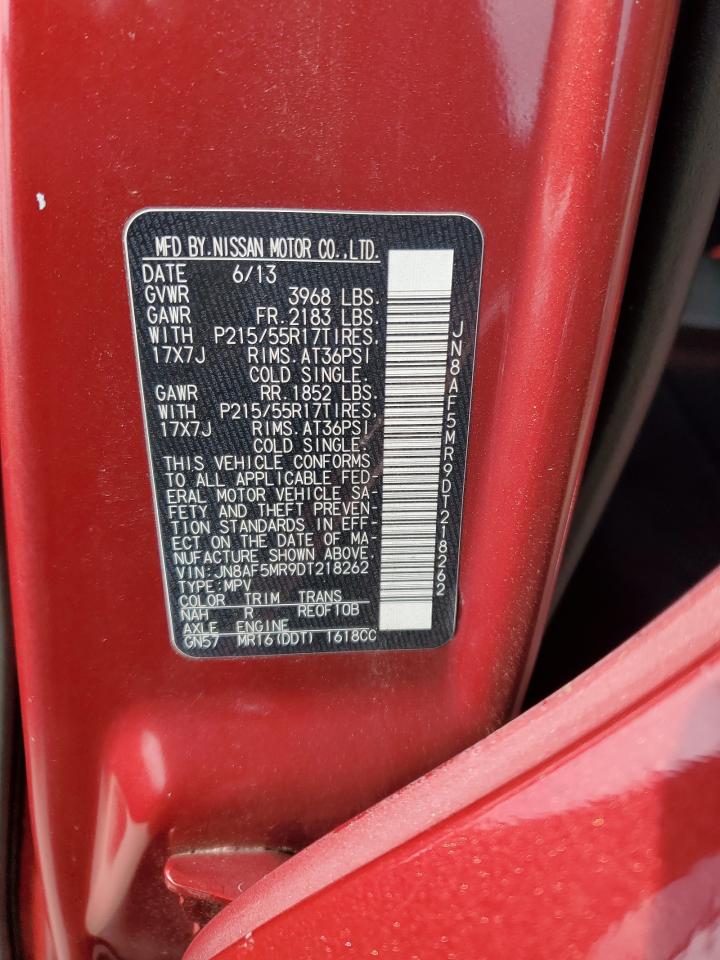 MFD BY.NISSAN MOTOR CO.,LTD.
DATE 6/13
GVWR 3968 LBS.
GAWR FR.2183 LBS.
WITH P215/55R17TIRES.
17X7J RIMS.AT36PSI
COLD SINGLE.
GAWR RR.1852 LBS.
WITH P215/55R17TIRES.
17X7J RIMS.AT36PSI
COLD SINGLE.
THIS VEHICLE CONFORMS
TO ALL APPLICABLE FED-
ERAL MOTOR VEHICLE SA-
FETY AND THEFT PREVEN-
TION STANDARDS IN EFF-
ECT ON THE DATE OF MA-
NUFACTURE SHOWN ABOVE.
VIN:JN8AF5MR9DT218262
TYPE:MPV
COLOR TRIM TRANS
NAH R RE0F10B
AXLE ENGINE
GN57 MR16(DDT) 1618CC
JN8AF5MR9DT218262